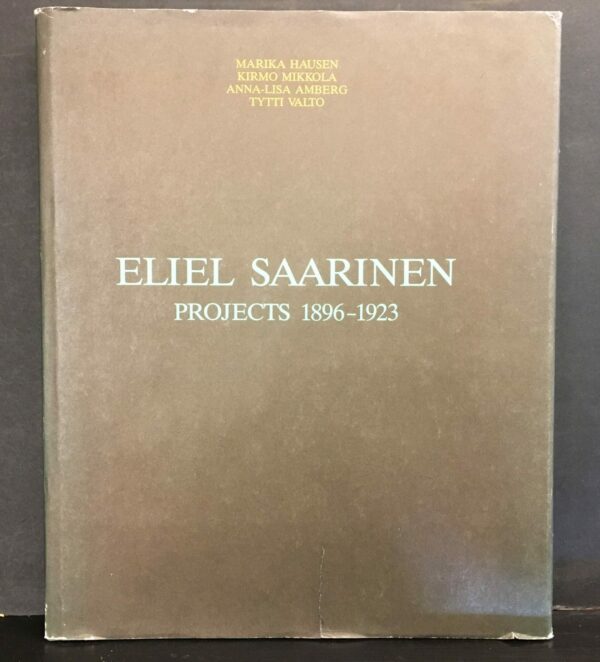 MARIKA HAUSEN
KIRMO MIKKOLA
ANNA-LISA AMBERG
TYTTI VALTO
ELIEL SAARINEN
PROJECTS 1896–1923